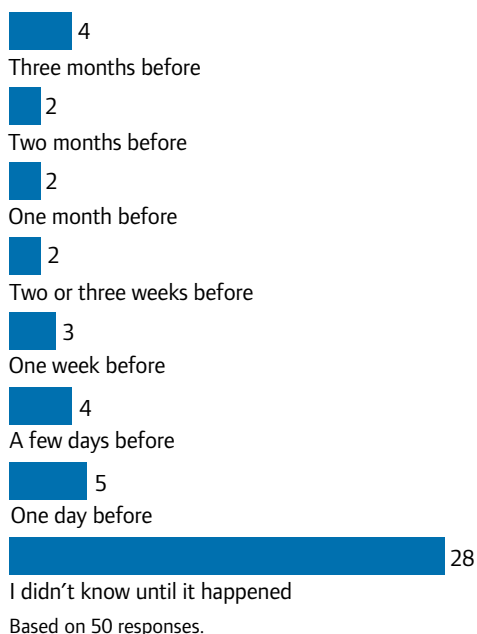 4
Three months before
2
Two months before
2
One month before
2
Two or three weeks before
3
One week before
4
A few days before
5
One day before
28
I didn’t know until it happened
Based on 50 responses.